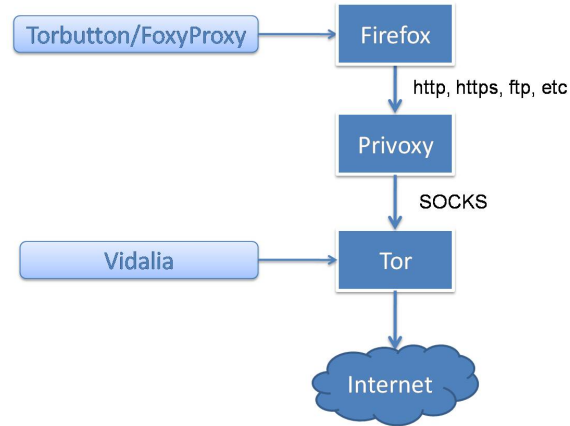 Torbutton/FoxyProxy
Firefox
http, https, ftp, etc
Privoxy
SOCKS
Vidalia
Tor
Internet